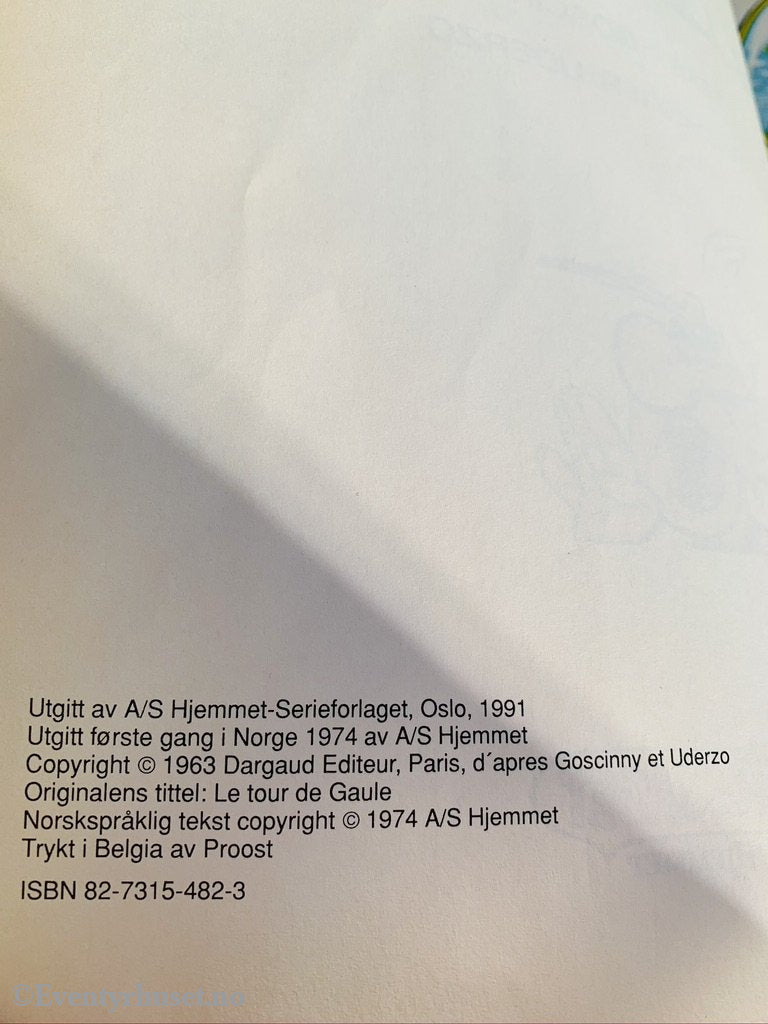 Utgitt av A/S Hjemmet-Serieforlaget, Oslo, 1991
Utgitt første gang i Norge 1974 av A/S Hjemmet
Copyright © 1963 Dargaud Editeur, Paris, d´apres Goscinny et Uderzo
Originalens tittel: Le tour de Gaule
Norskspråklig tekst copyright © 1974 A/S Hjemmet
Trykt i Belgia av Proost
ISBN 82-7315-482-3
©Eventyrhuset.no